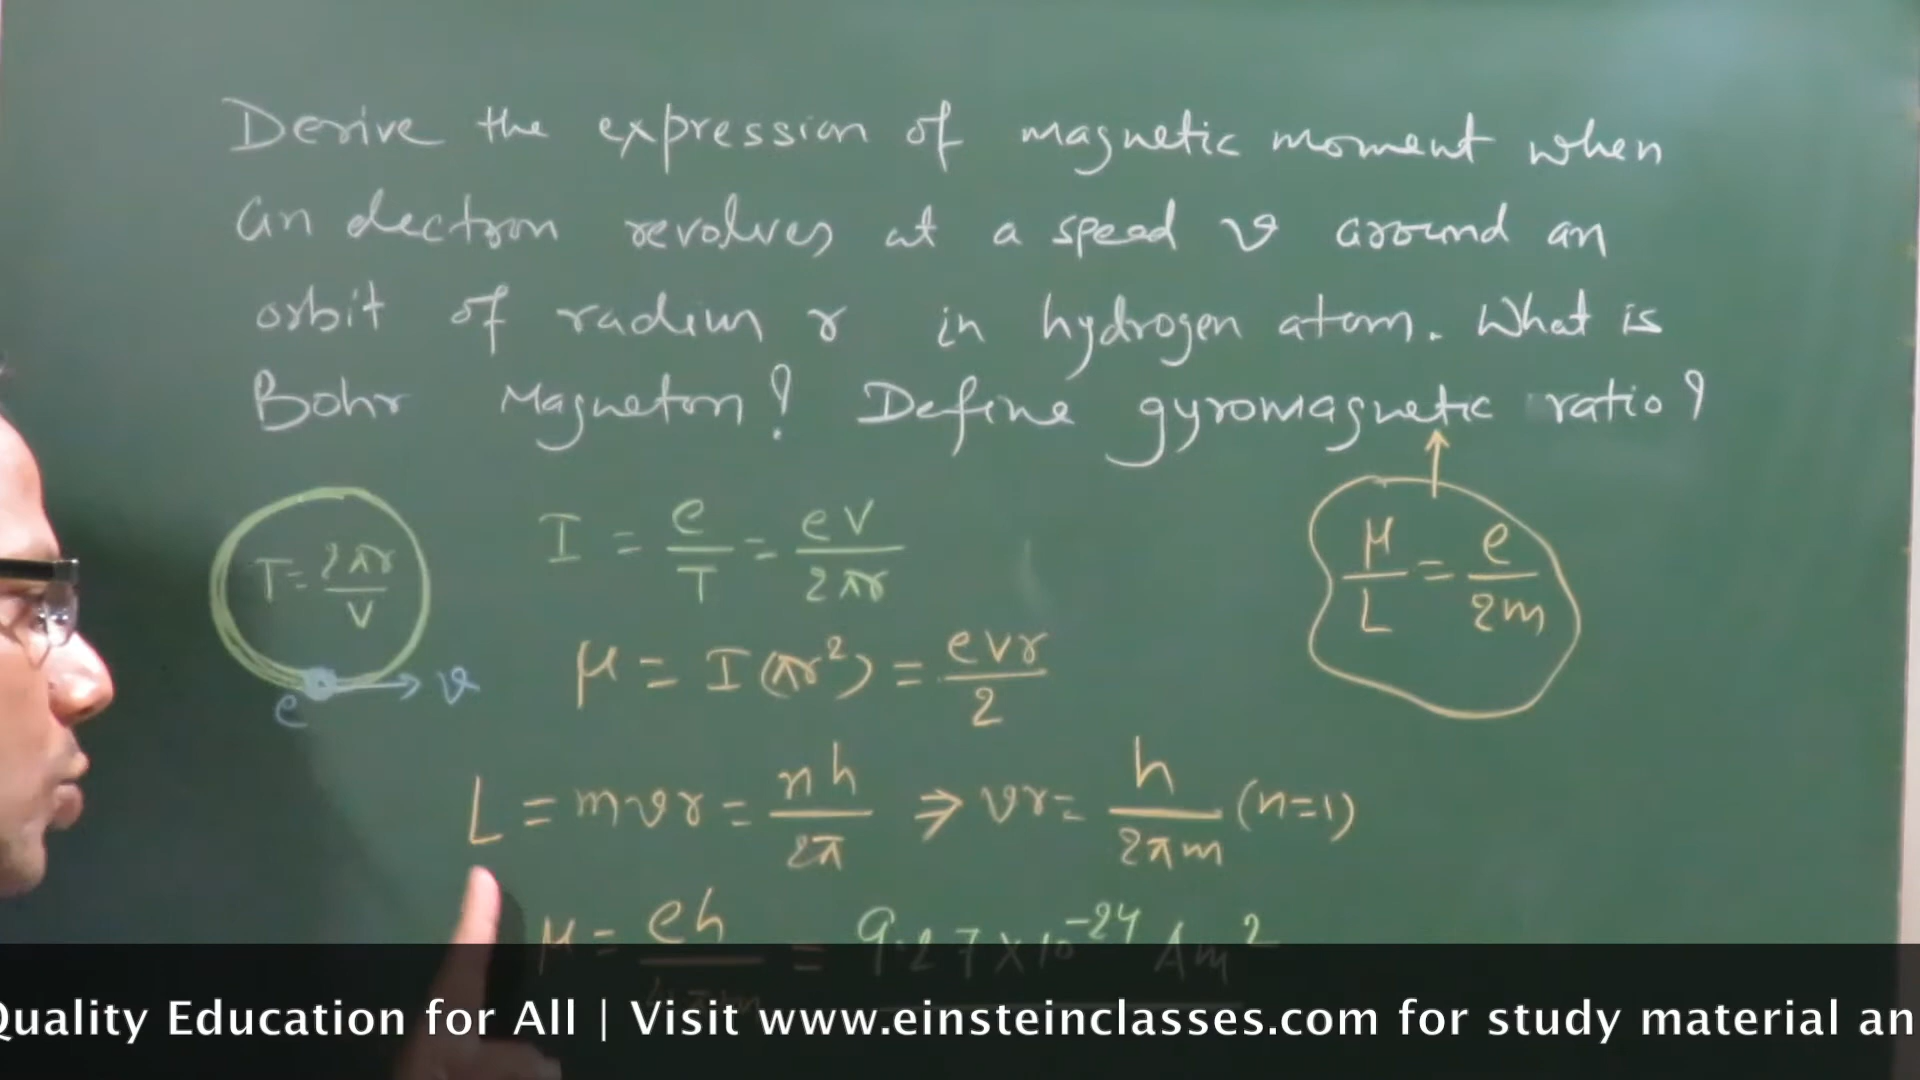 Derive the expression of magnetic moment when
an electron revolves at a speed v around an
orbit of radius r in hydrogen atom. What is
Bohr Magneton? Define gyromagnetic ratio?
T = 2πr/v
e v
I = e/T = eV/2πr
μ/L = e/2m
μ = I(πr²) = evr/2
L = mvr = nh/2π ⇒ vr = h/2πm (n=1)
μ = eh/ = 9.27 × 10⁻²⁴ Am²
Quality Education for All | Visit www.einsteinclasses.com for study material an